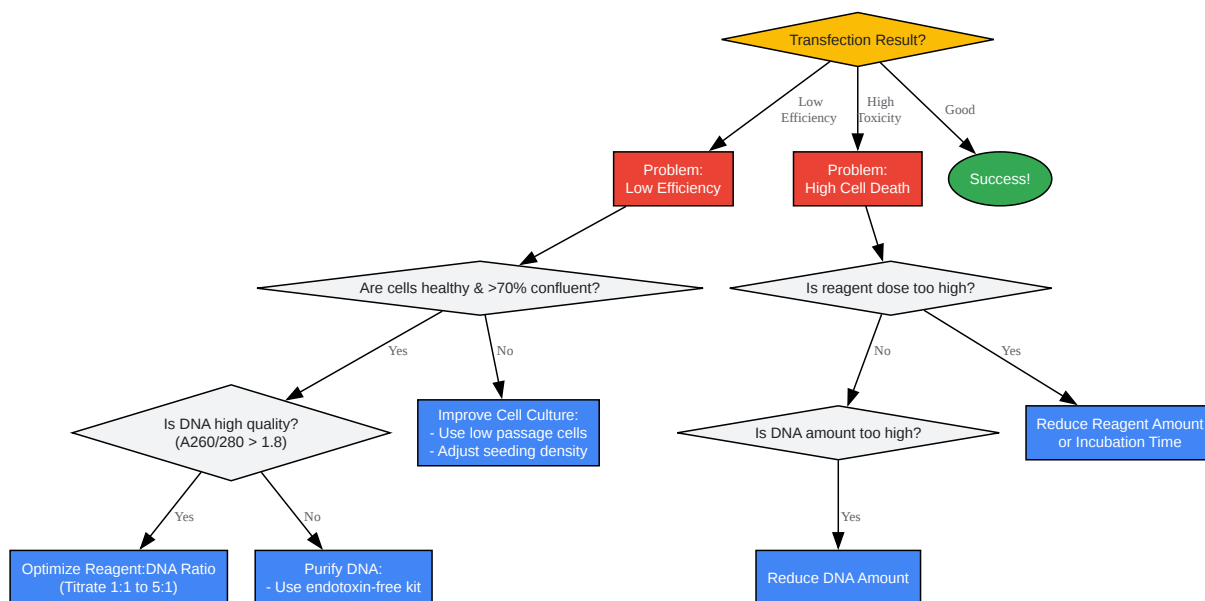 Transfection Result?
Low
Efficiency
High
Toxicity
Good
Problem:
Low Efficiency
Problem:
High Cell Death
Success!
Are cells healthy & >70% confluent?
Is reagent dose too high?
Yes
No
No
Yes
Is DNA high quality?
(A260/280 > 1.8)
Improve Cell Culture:
- Use low passage cells
- Adjust seeding density
Is DNA amount too high?
Reduce Reagent Amount
or Incubation Time
Yes
No
Yes
Optimize Reagent:DNA Ratio
(Titrate 1:1 to 5:1)
Purify DNA:
- Use endotoxin-free kit
Reduce DNA Amount